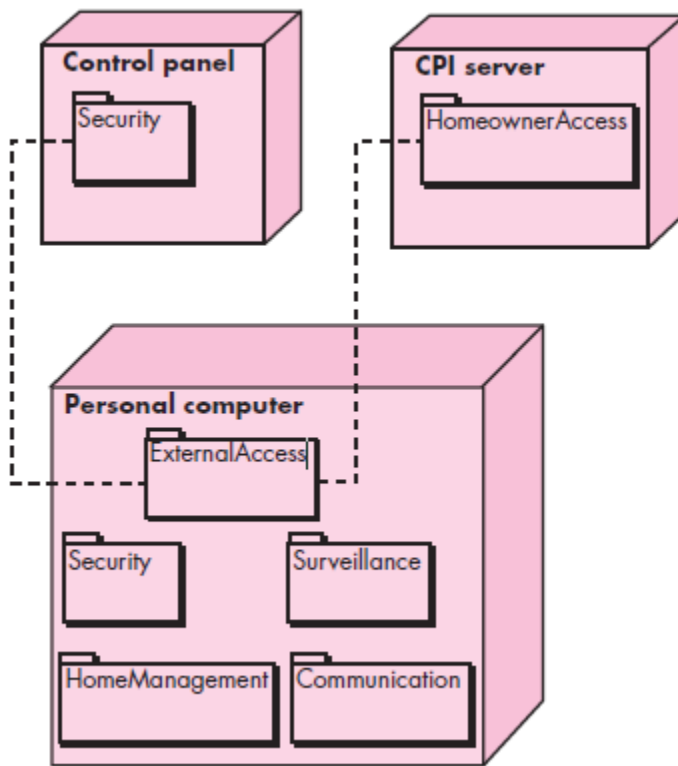 Control panel
Security
CPI server
HomeownerAccess
Personal computer
ExternalAccess
Security
Surveillance
HomeManagement
Communication